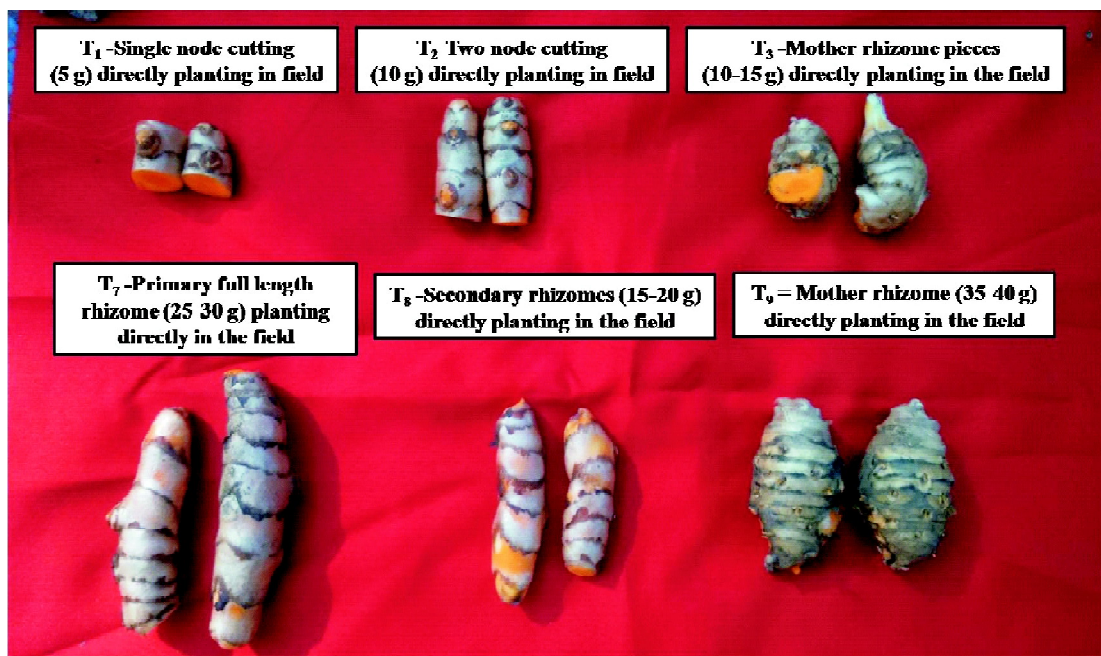 T₁ -Single node cutting
(5 g) directly planting in field
T₂ Two node cutting
(10 g) directly planting in field
T₃ -Mother rhizome pieces
(10-15 g) directly planting in the field
T₇ -Primary full length
rhizome (25 30 g) planting
directly in the field
T₈ -Secondary rhizomes (15-20 g)
directly planting in the field
T₉ = Mother rhizome (35 40 g)
directly planting in the field